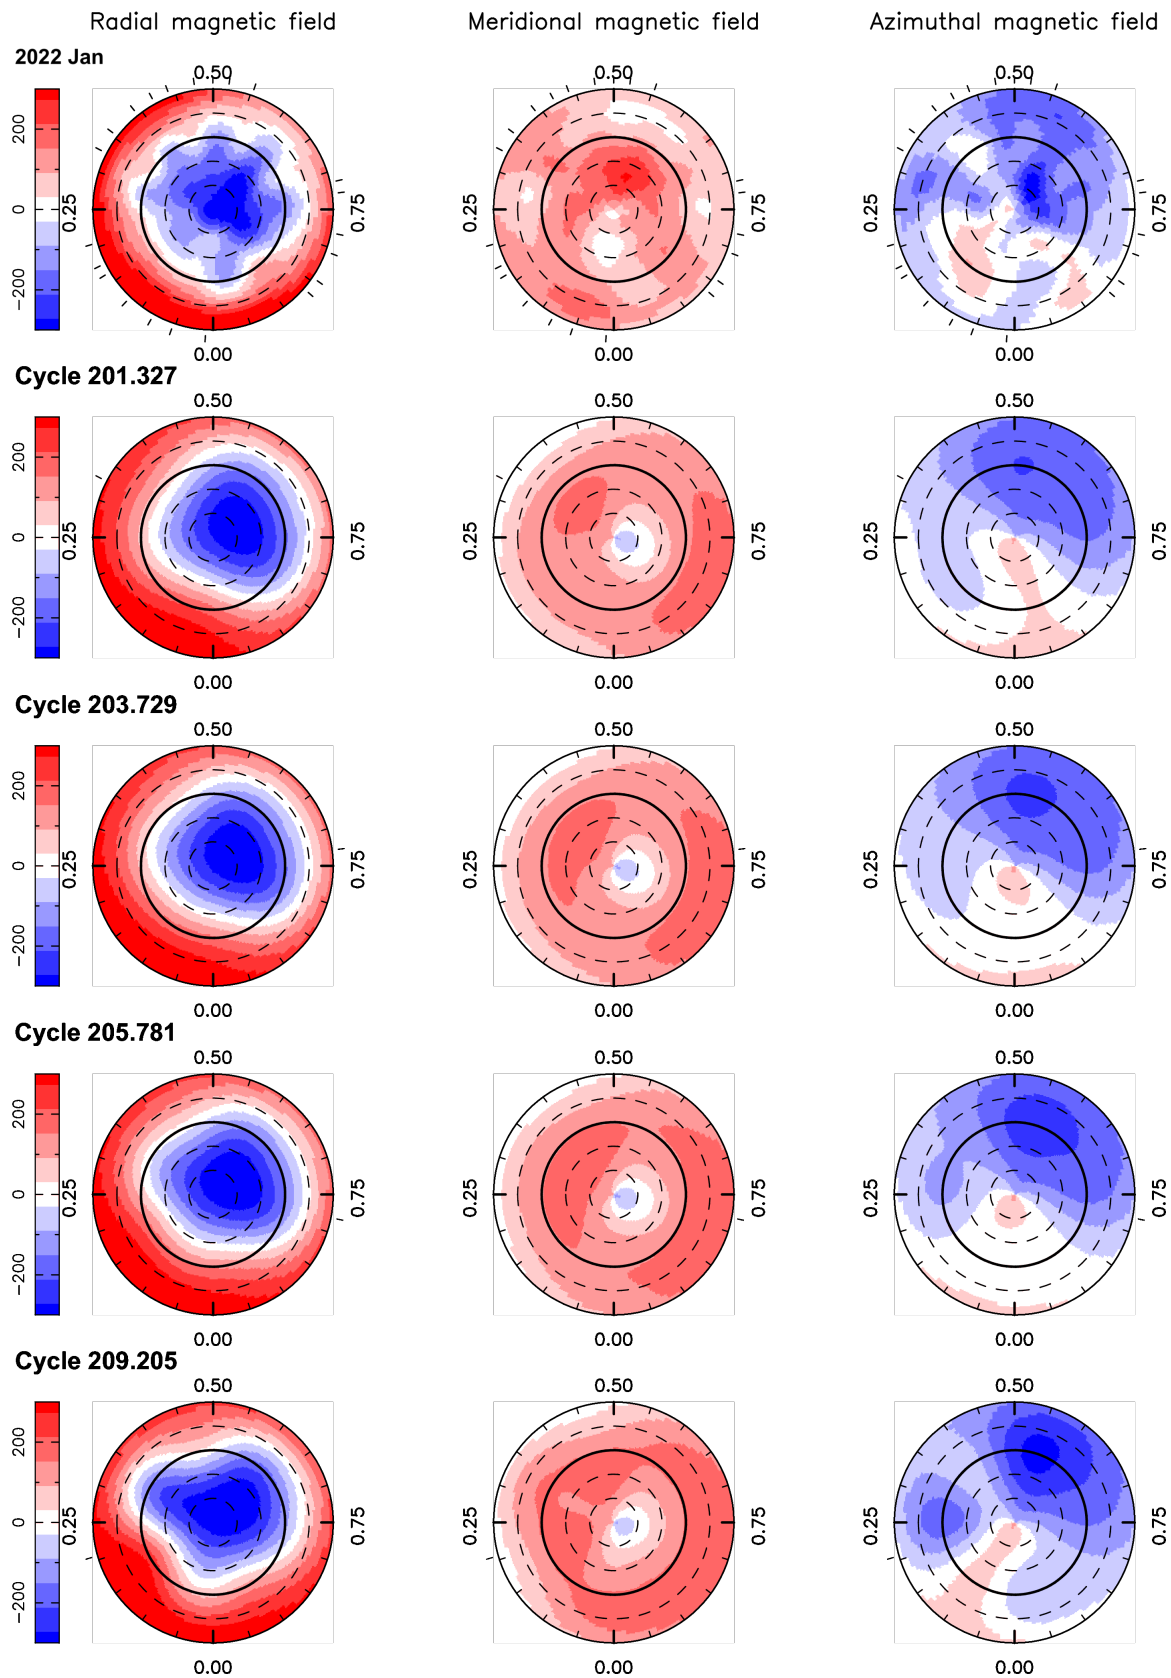 Radial magnetic field Meridional magnetic field Azimuthal magnetic field
2022 Jan
0.50 0.50 0.50
200 0 −200
0.25 0.75 0.25 0.75 0.25 0.75
0.00 0.00 0.00
Cycle 201.327
0.50 0.50 0.50
200 0 −200
0.25 0.75 0.25 0.75 0.25 0.75
0.00 0.00 0.00
Cycle 203.729
0.50 0.50 0.50
200 0 −200
0.25 0.75 0.25 0.75 0.25 0.75
0.00 0.00 0.00
Cycle 205.781
0.50 0.50 0.50
200 0 −200
0.25 0.75 0.25 0.75 0.25 0.75
0.00 0.00 0.00
Cycle 209.205
0.50 0.50 0.50
200 0 −200
0.25 0.75 0.25 0.75 0.25 0.75
0.00 0.00 0.00